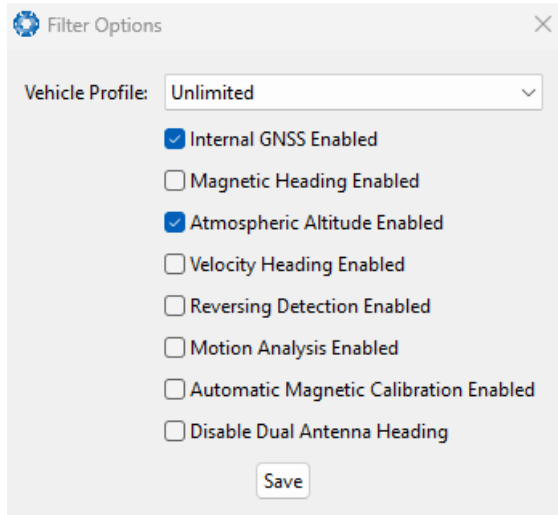 Filter Options
Vehicle Profile: Unlimited
Internal GNSS Enabled
Magnetic Heading Enabled
Atmospheric Altitude Enabled
Velocity Heading Enabled
Reversing Detection Enabled
Motion Analysis Enabled
Automatic Magnetic Calibration Enabled
Disable Dual Antenna Heading
Save